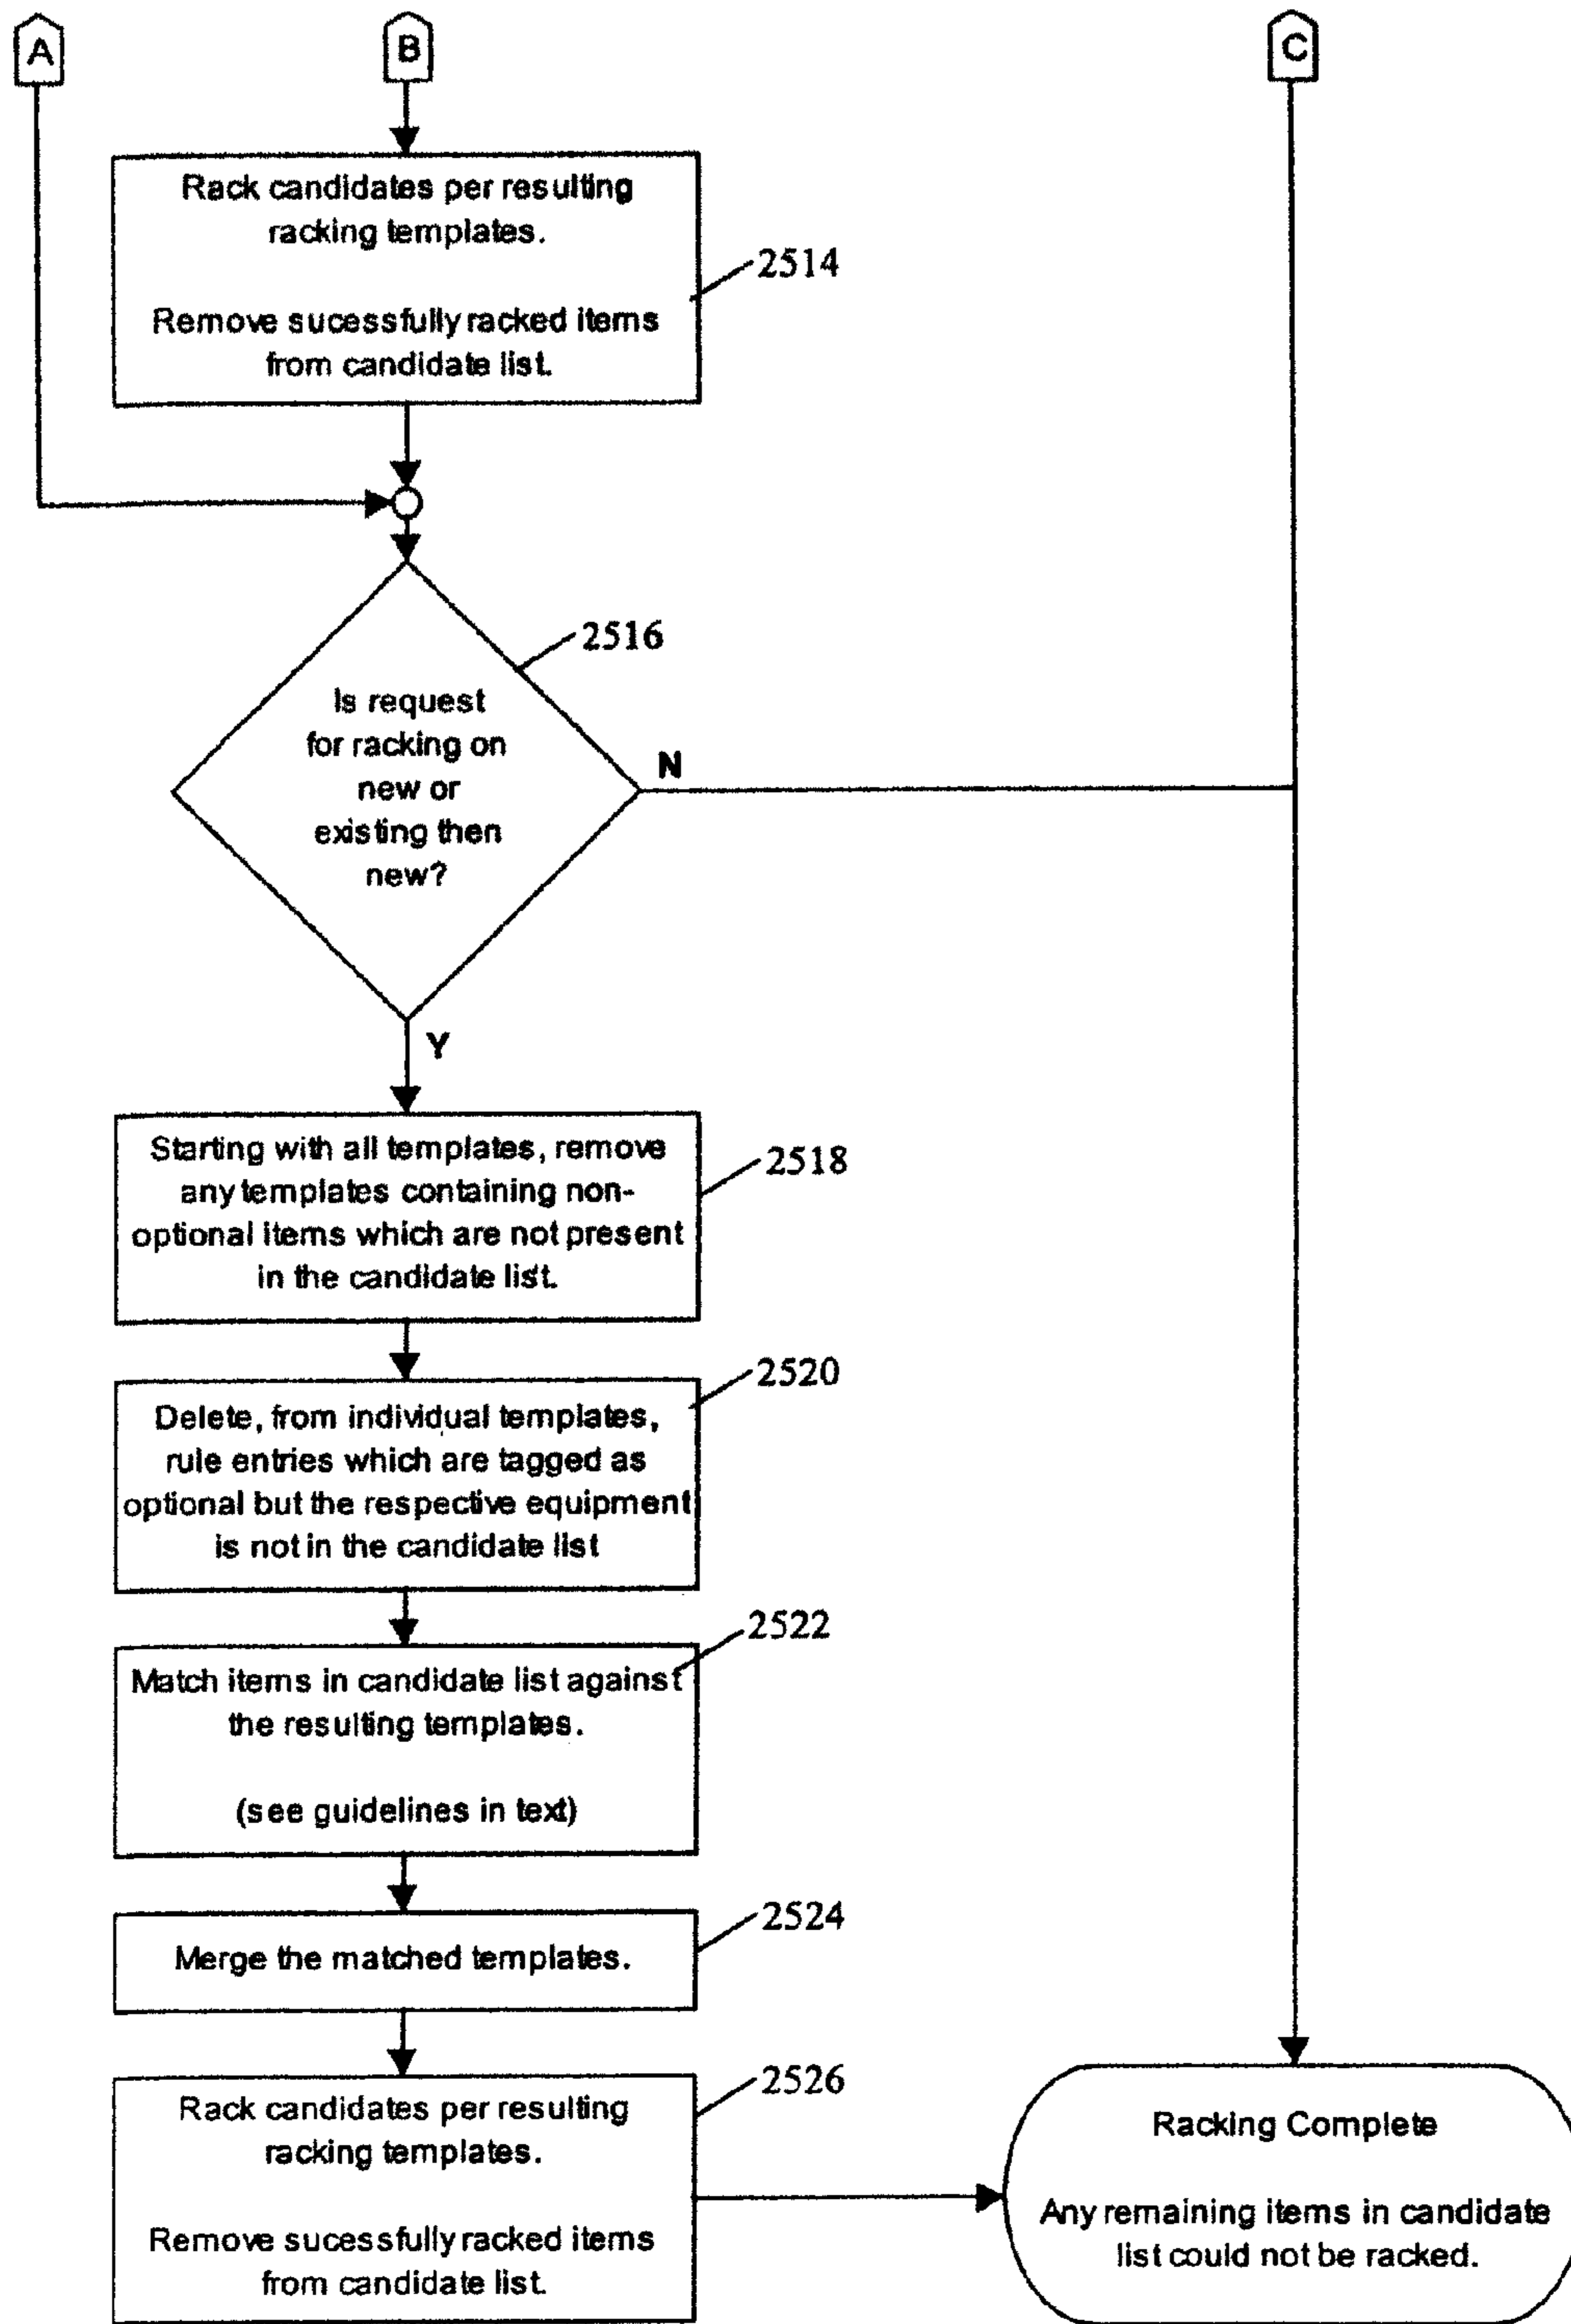 A
B
C
Rack candidates per resulting
racking templates.
Remove sucessfully racked items
from candidate list.
2514
2516
Is request
for racking on
new or
existing then
new?
N
Y
Starting with all templates, remove
any templates containing non-
optional items which are not present
in the candidate list.
2518
Delete, from individual templates,
rule entries which are tagged as
optional but the respective equipment
is not in the candidate list
2520
Match items in candidate list against
the resulting templates.
(see guidelines in text)
2522
Merge the matched templates.
2524
Rack candidates per resulting
racking templates.
Remove sucessfully racked items
from candidate list.
2526
Racking Complete
Any remaining items in candidate
list could not be racked.